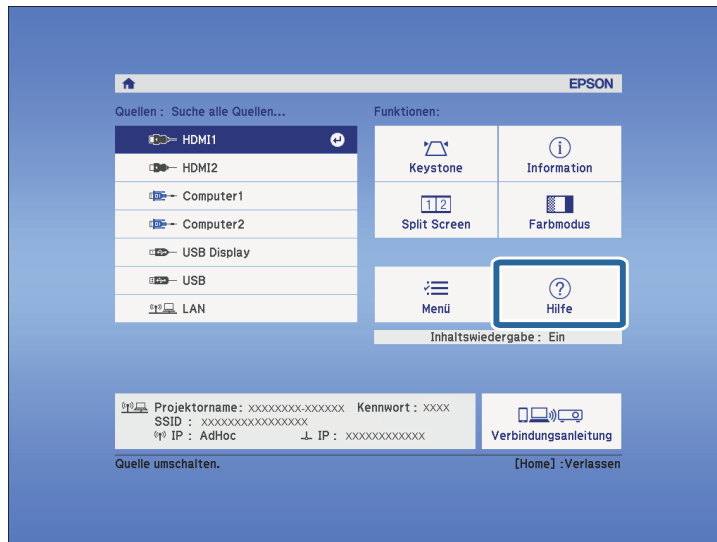 EPSON
Quellen : Suche alle Quellen...
Funktionen:
HDMI1
HDMI2
Computer1
Computer2
USB Display
USB
LAN
Keystone
Information
1 2
Split Screen
Farbmodus
Menü
Hilfe
Inhaltswiedergabe : Ein
Projektorname: XXXXXXXX-XXXXXX Kennwort : XXXX
SSID : XXXXXXXXXXXXXXXX
IP : AdHoc IP : XXXXXXXXXXXX
Verbindungsanleitung
Quelle umschalten.
[Home] :Verlassen